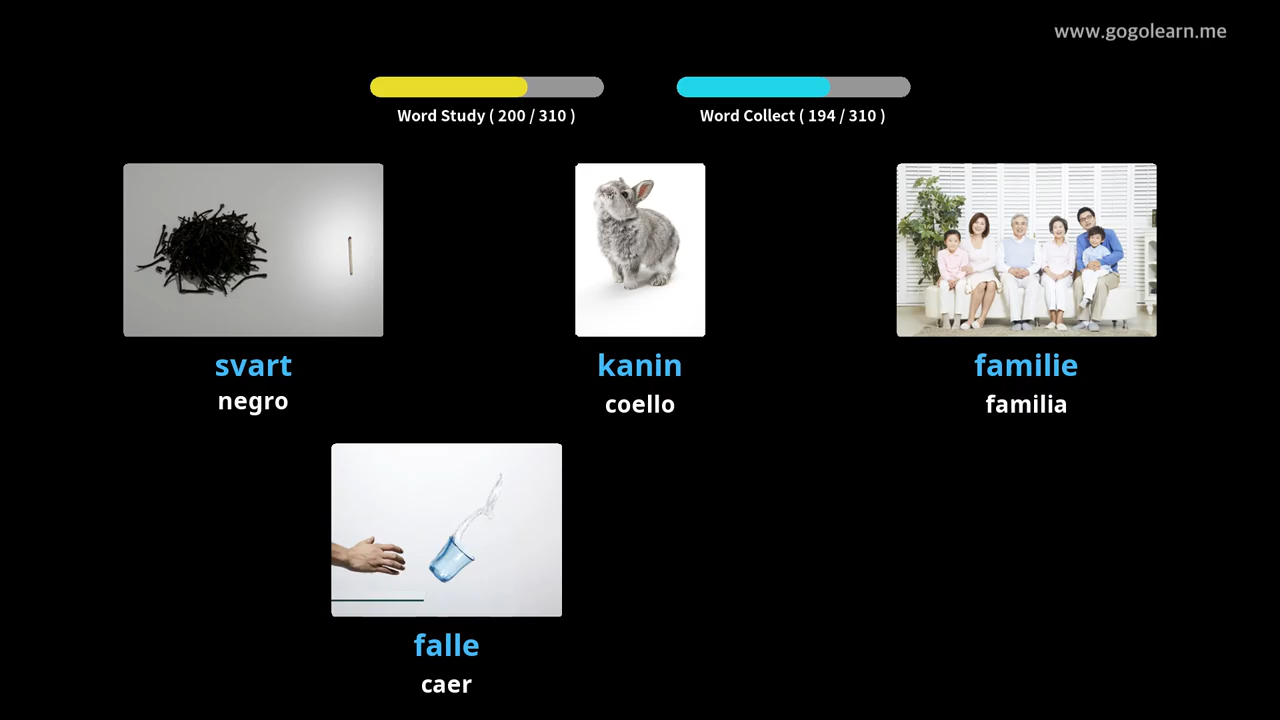 www.gogolearn.me
Word Study ( 200 / 310 )
Word Collect ( 194 / 310 )
svart
negro
kanin
coello
familie
familia
falle
caer